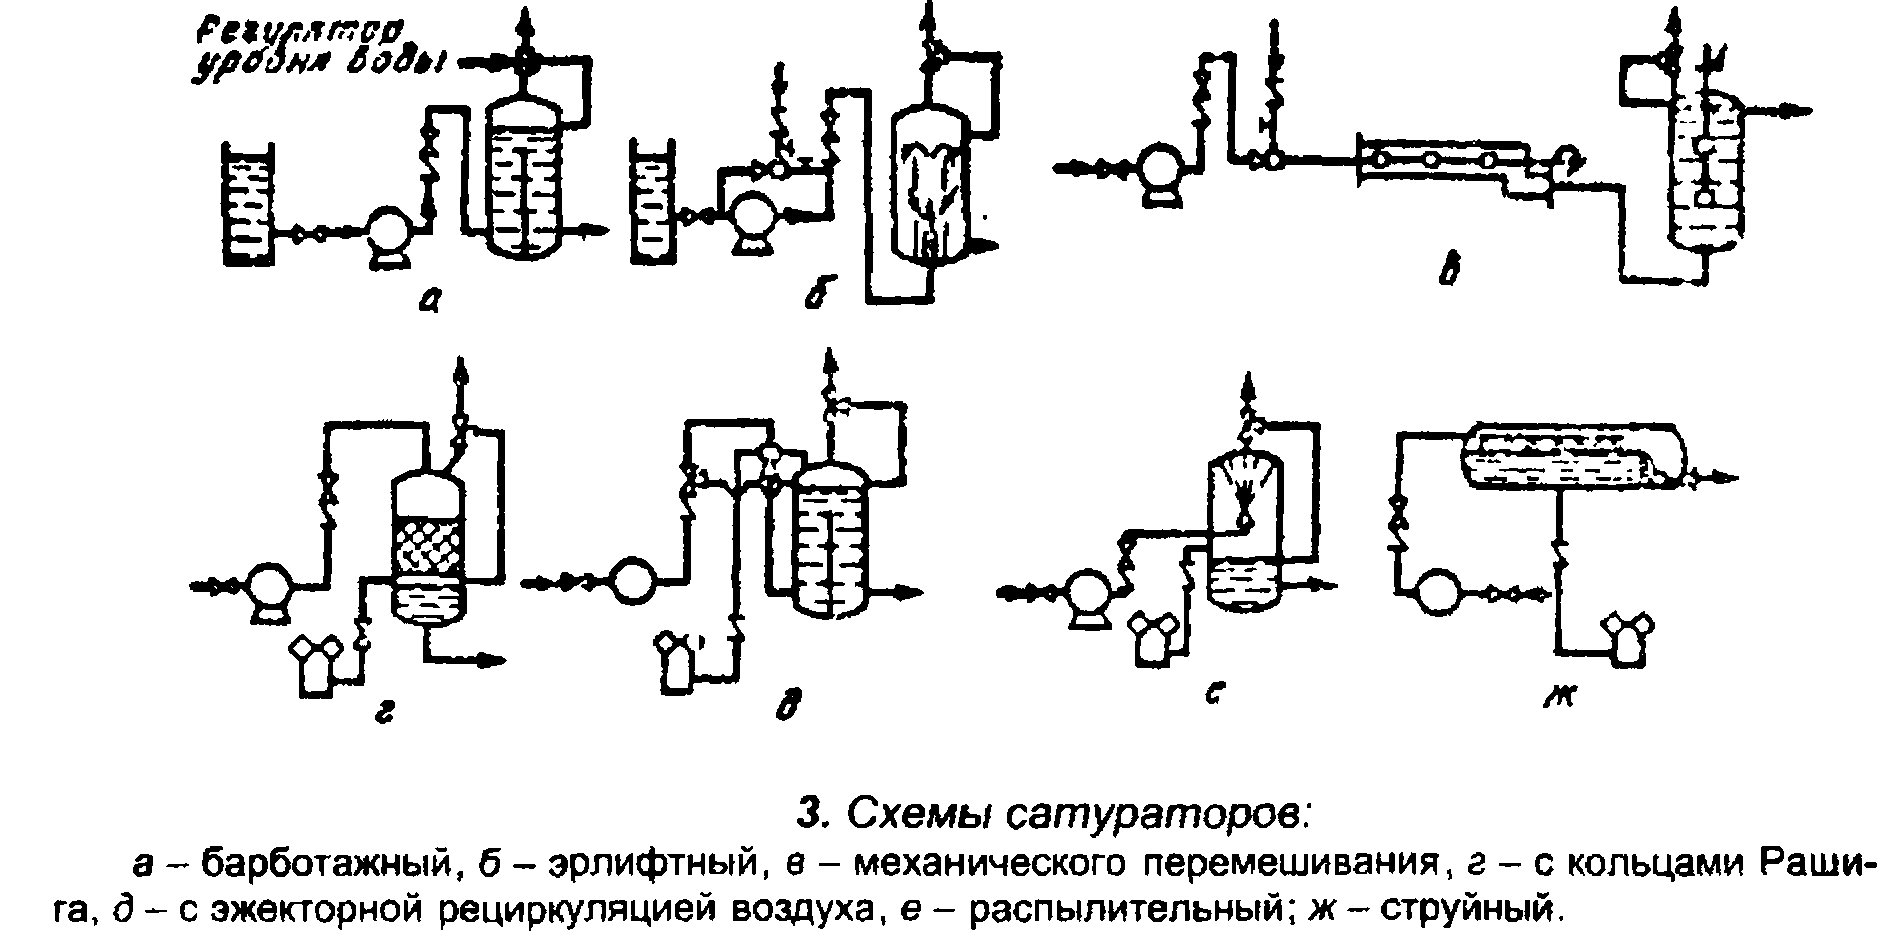 Регулятор
уровня воды
а
б
в
г
д
е
ж
3. Схемы сатураторов:
а – барботажный, б – эрлифтный, в – механического перемешивания, г – с кольцами Раши-
га, д – с эжекторной рециркуляцией воздуха, е – распылительный; ж – струйный.